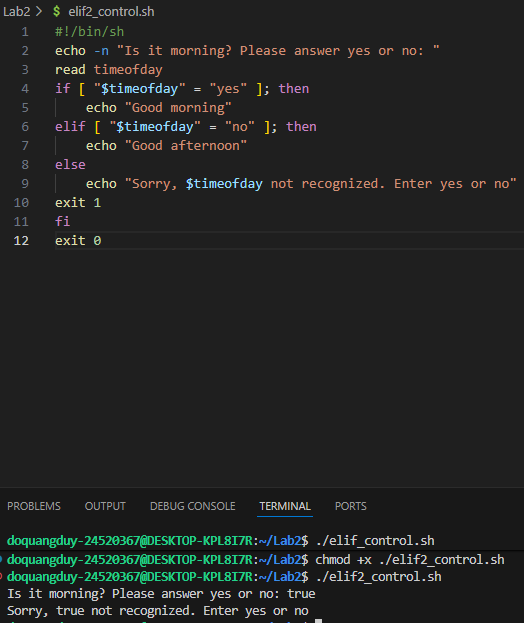 Lab2 > $ elif2_control.sh
1 #!/bin/sh
2 echo -n "Is it morning? Please answer yes or no: "
3 read timeofday
4 if [ "$timeofday" = "yes" ]; then
5 echo "Good morning"
6 elif [ "$timeofday" = "no" ]; then
7 echo "Good afternoon"
8 else
9 echo "Sorry, $timeofday not recognized. Enter yes or no"
10 exit 1
11 fi
12 exit 0
PROBLEMS OUTPUT DEBUG CONSOLE TERMINAL PORTS
doquangduy-24520367@DESKTOP-KPL8I7R:~/Lab2$ ./elif_control.sh
doquangduy-24520367@DESKTOP-KPL8I7R:~/Lab2$ chmod +x ./elif2_control.sh
doquangduy-24520367@DESKTOP-KPL8I7R:~/Lab2$ ./elif2_control.sh
Is it morning? Please answer yes or no: true
Sorry, true not recognized. Enter yes or no